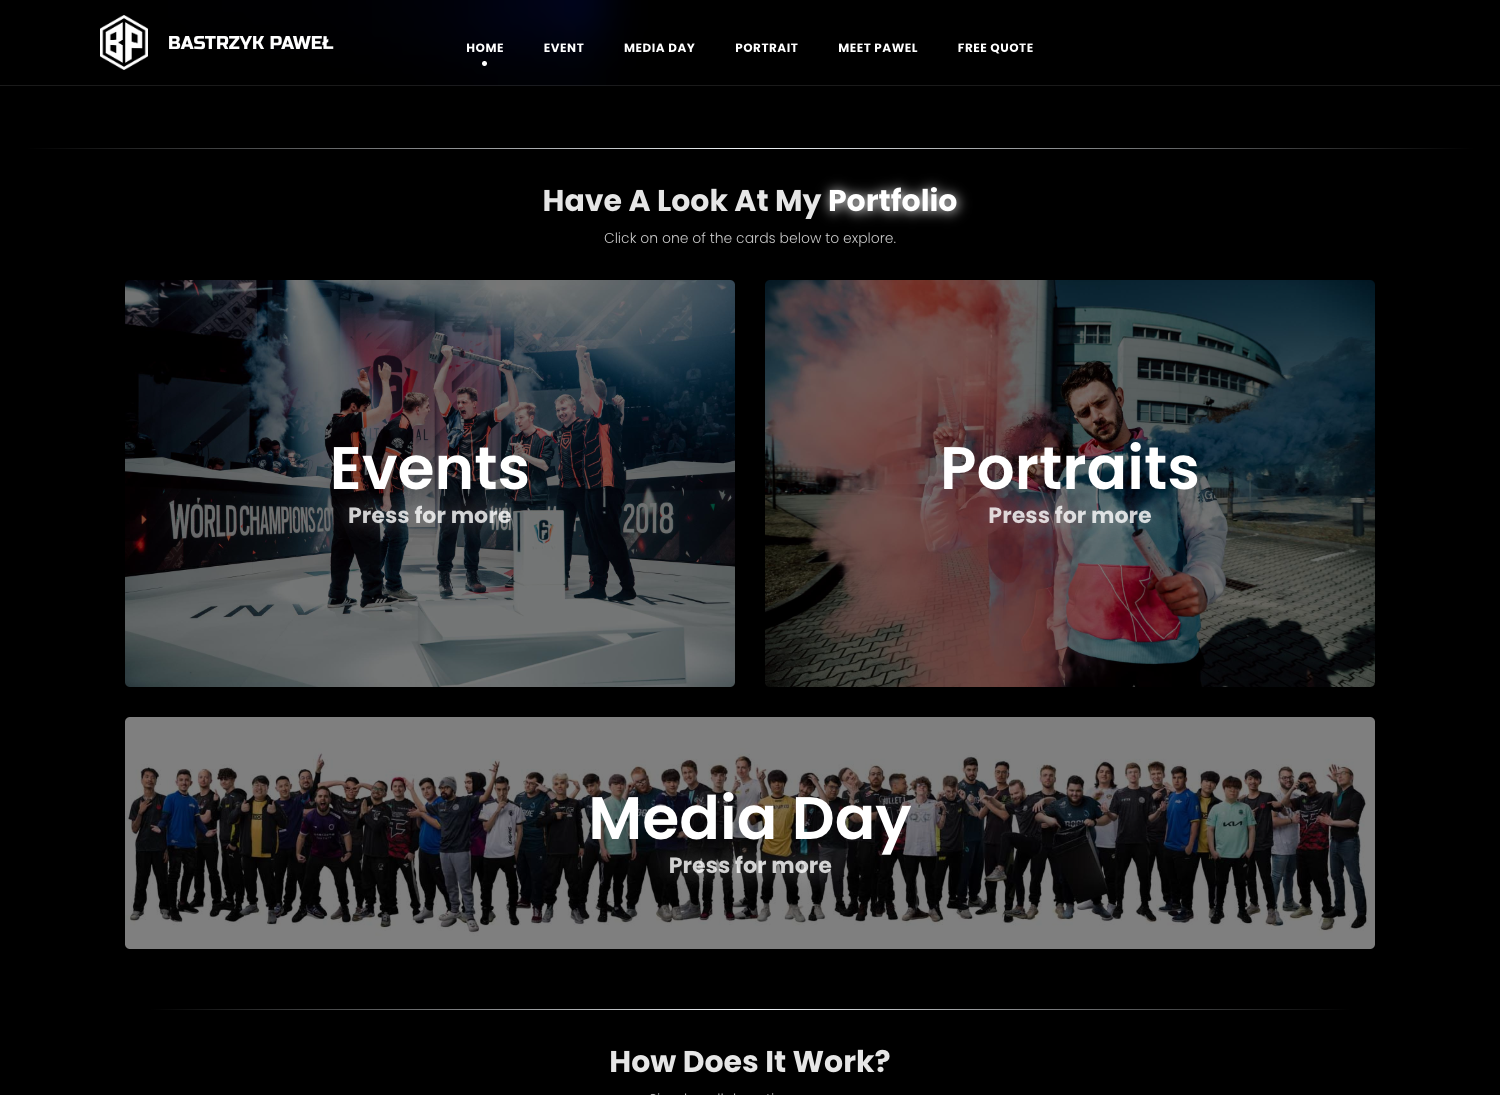 BP
BASTRZYK PAWEŁ
HOME
EVENT
MEDIA DAY
PORTRAIT
MEET PAWEL
FREE QUOTE
Have A Look At My Portfolio
Click on one of the cards below to explore.
Events
Press for more
WORLD CHAMPIONS 20
2018
Portraits
Press for more
Media Day
Press for more
How Does It Work?